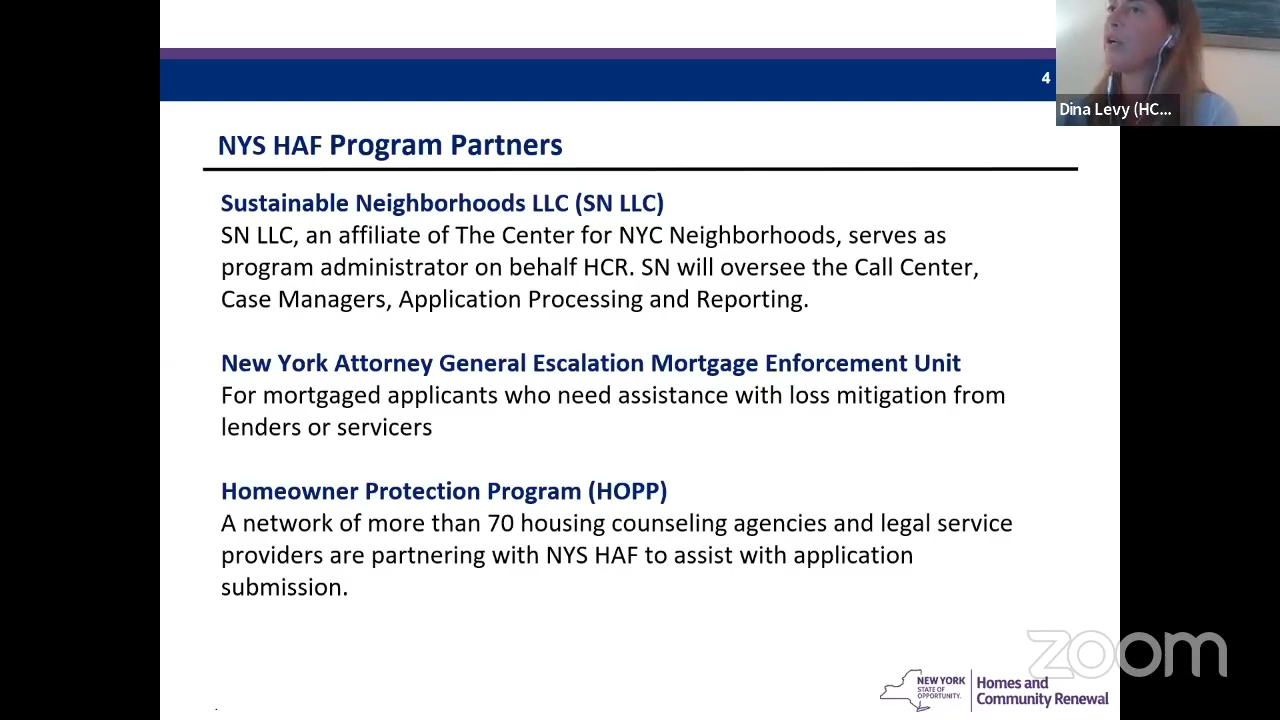 4
Dina Levy (HC...
NYS HAF Program Partners
Sustainable Neighborhoods LLC (SN LLC)
SN LLC, an affiliate of The Center for NYC Neighborhoods, serves as
program administrator on behalf HCR. SN will oversee the Call Center,
Case Managers, Application Processing and Reporting.
New York Attorney General Escalation Mortgage Enforcement Unit
For mortgaged applicants who need assistance with loss mitigation from
lenders or servicers
Homeowner Protection Program (HOPP)
A network of more than 70 housing counseling agencies and legal service
providers are partnering with NYS HAF to assist with application
submission.
zoom
NEW YORK
STATE OF
OPPORTUNITY.
Homes and
Community Renewal